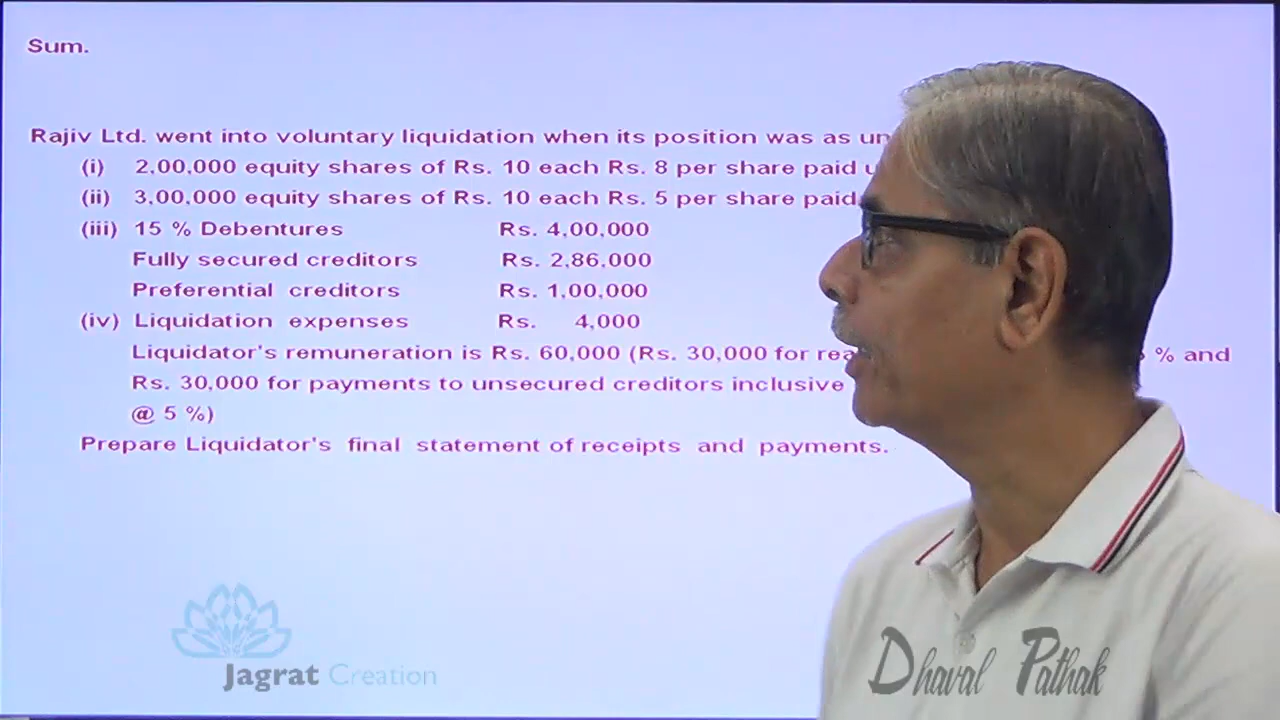 Sum.
Rajiv Ltd. went into voluntary liquidation when its position was as
(i) 2,00,000 equity shares of Rs. 10 each Rs. 8 per share paid
(ii) 3,00,000 equity shares of Rs. 10 each Rs. 5 per share paid
(iii) 15 % Debentures Rs. 4,00,000
Fully secured creditors Rs. 2,86,000
Preferential creditors Rs. 1,00,000
(iv) Liquidation expenses Rs. 4,000
Liquidator's remuneration is Rs. 60,000 (Rs. 30,000 for % and
Rs. 30,000 for payments to unsecured creditors inclusive
@ 5 %)
Prepare Liquidator's final statement of receipts and payments.
Jagrat Creation
Dhaval Pathak